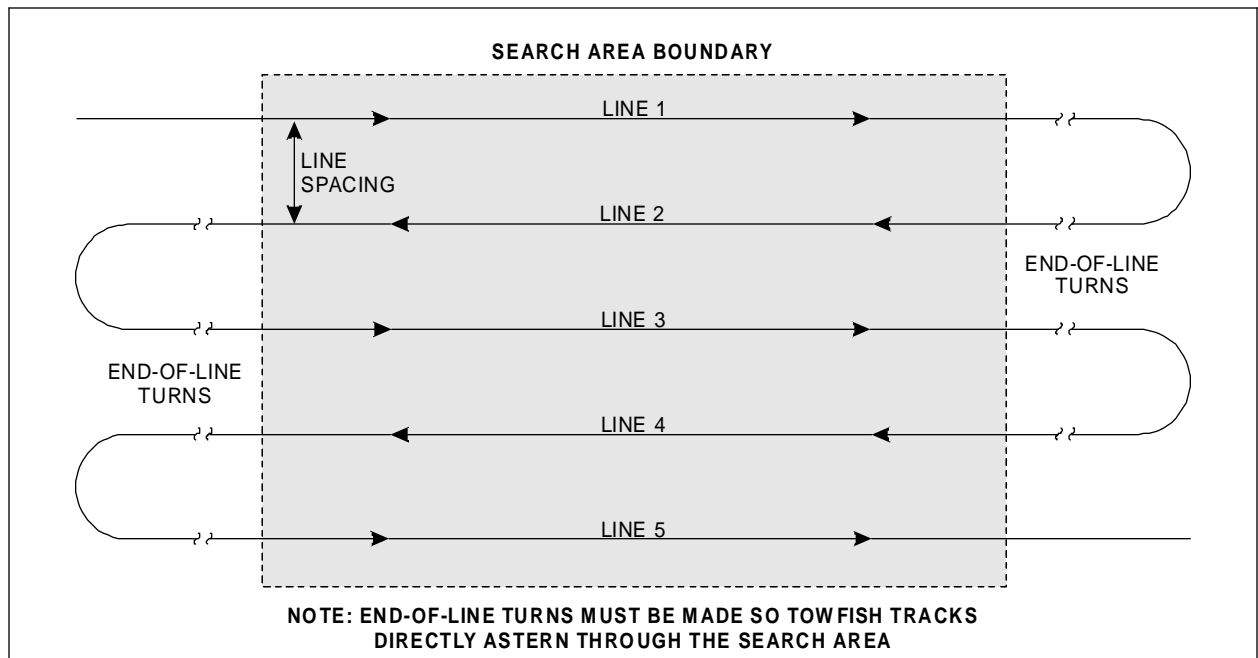 SEARCH AREA BOUNDARY
LINE 1
LINE
SPACING
LINE 2
END-OF-LINE
TURNS
LINE 3
END-OF-LINE
TURNS
LINE 4
LINE 5
NOTE: END-OF-LINE TURNS MUST BE MADE SO TOWFISH TRACKS
DIRECTLY ASTERN THROUGH THE SEARCH AREA